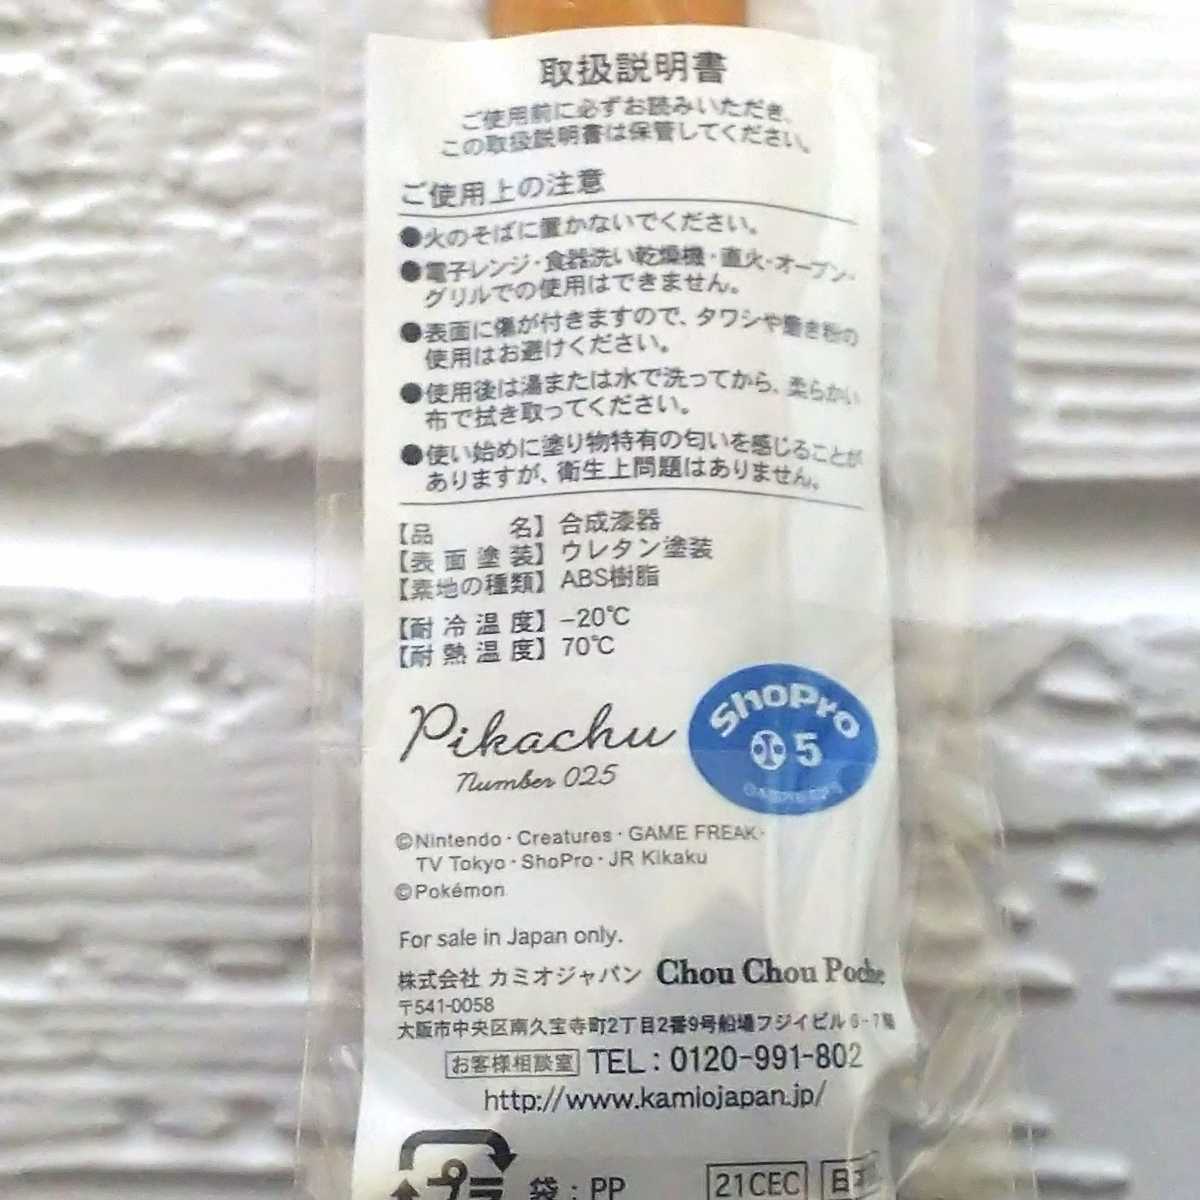 取扱説明書
ご使用前に必ずお読みいただき、
この取扱説明書は保管してください。
ご使用上の注意
●火のそばに置かないでください。
●電子レンジ・食器洗い乾燥機・直火・オーブン・
グリルでの使用はできません。
●表面に傷が付きますので、タワシや磨き粉の
使用はお避けください。
●使用後は湯または水で洗ってから、柔らかい
布で拭き取ってください。
●使い始めに塗り物特有の匂いを感じることが
ありますが、衛生上問題はありません。
【品 名】合成漆器
【表面塗装】ウレタン塗装
【素地の種類】ABS樹脂
【耐冷温度】-20℃
【耐熱温度】70℃
Pikachu
number 025
ShoPro
小 5
©Nintendo・Creatures・GAME FREAK・
TV Tokyo・ShoPro・JR Kikaku
©Pokémon
For sale in Japan only.
株式会社 カミオジャパン Chou Chou Poche
〒541-0058
大阪市中央区南久宝寺町2丁目2番9号船場フジイビル6-7階
お客様相談室 TEL:0120-991-802
http://www.kamiojapan.jp/
プラ 袋:PP 21CEC 日本